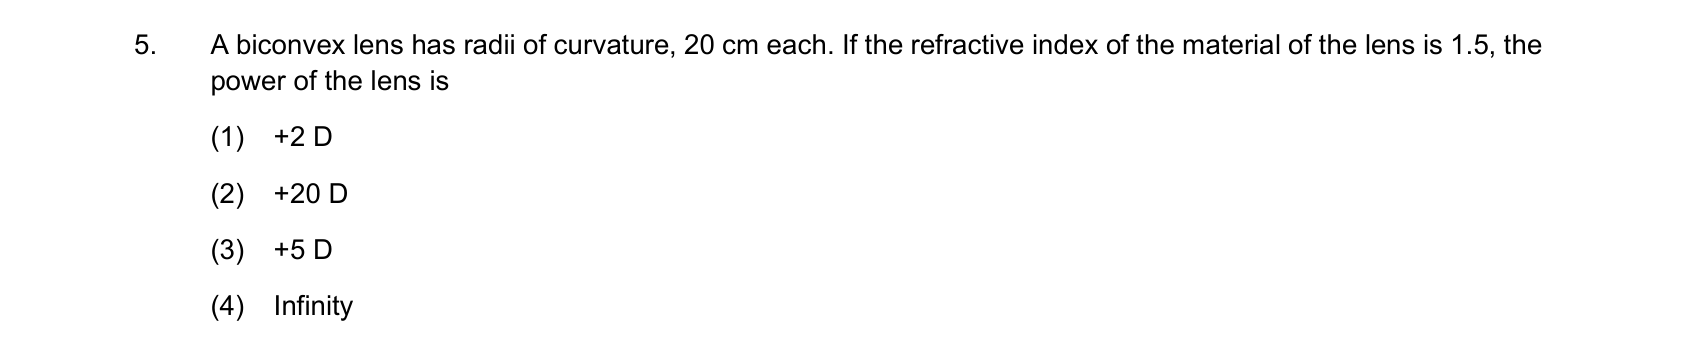 5. A biconvex lens has radii of curvature, 20 cm each. If the refractive index of the material of the lens is 1.5, the
power of the lens is
(1) +2 D
(2) +20 D
(3) +5 D
(4) Infinity